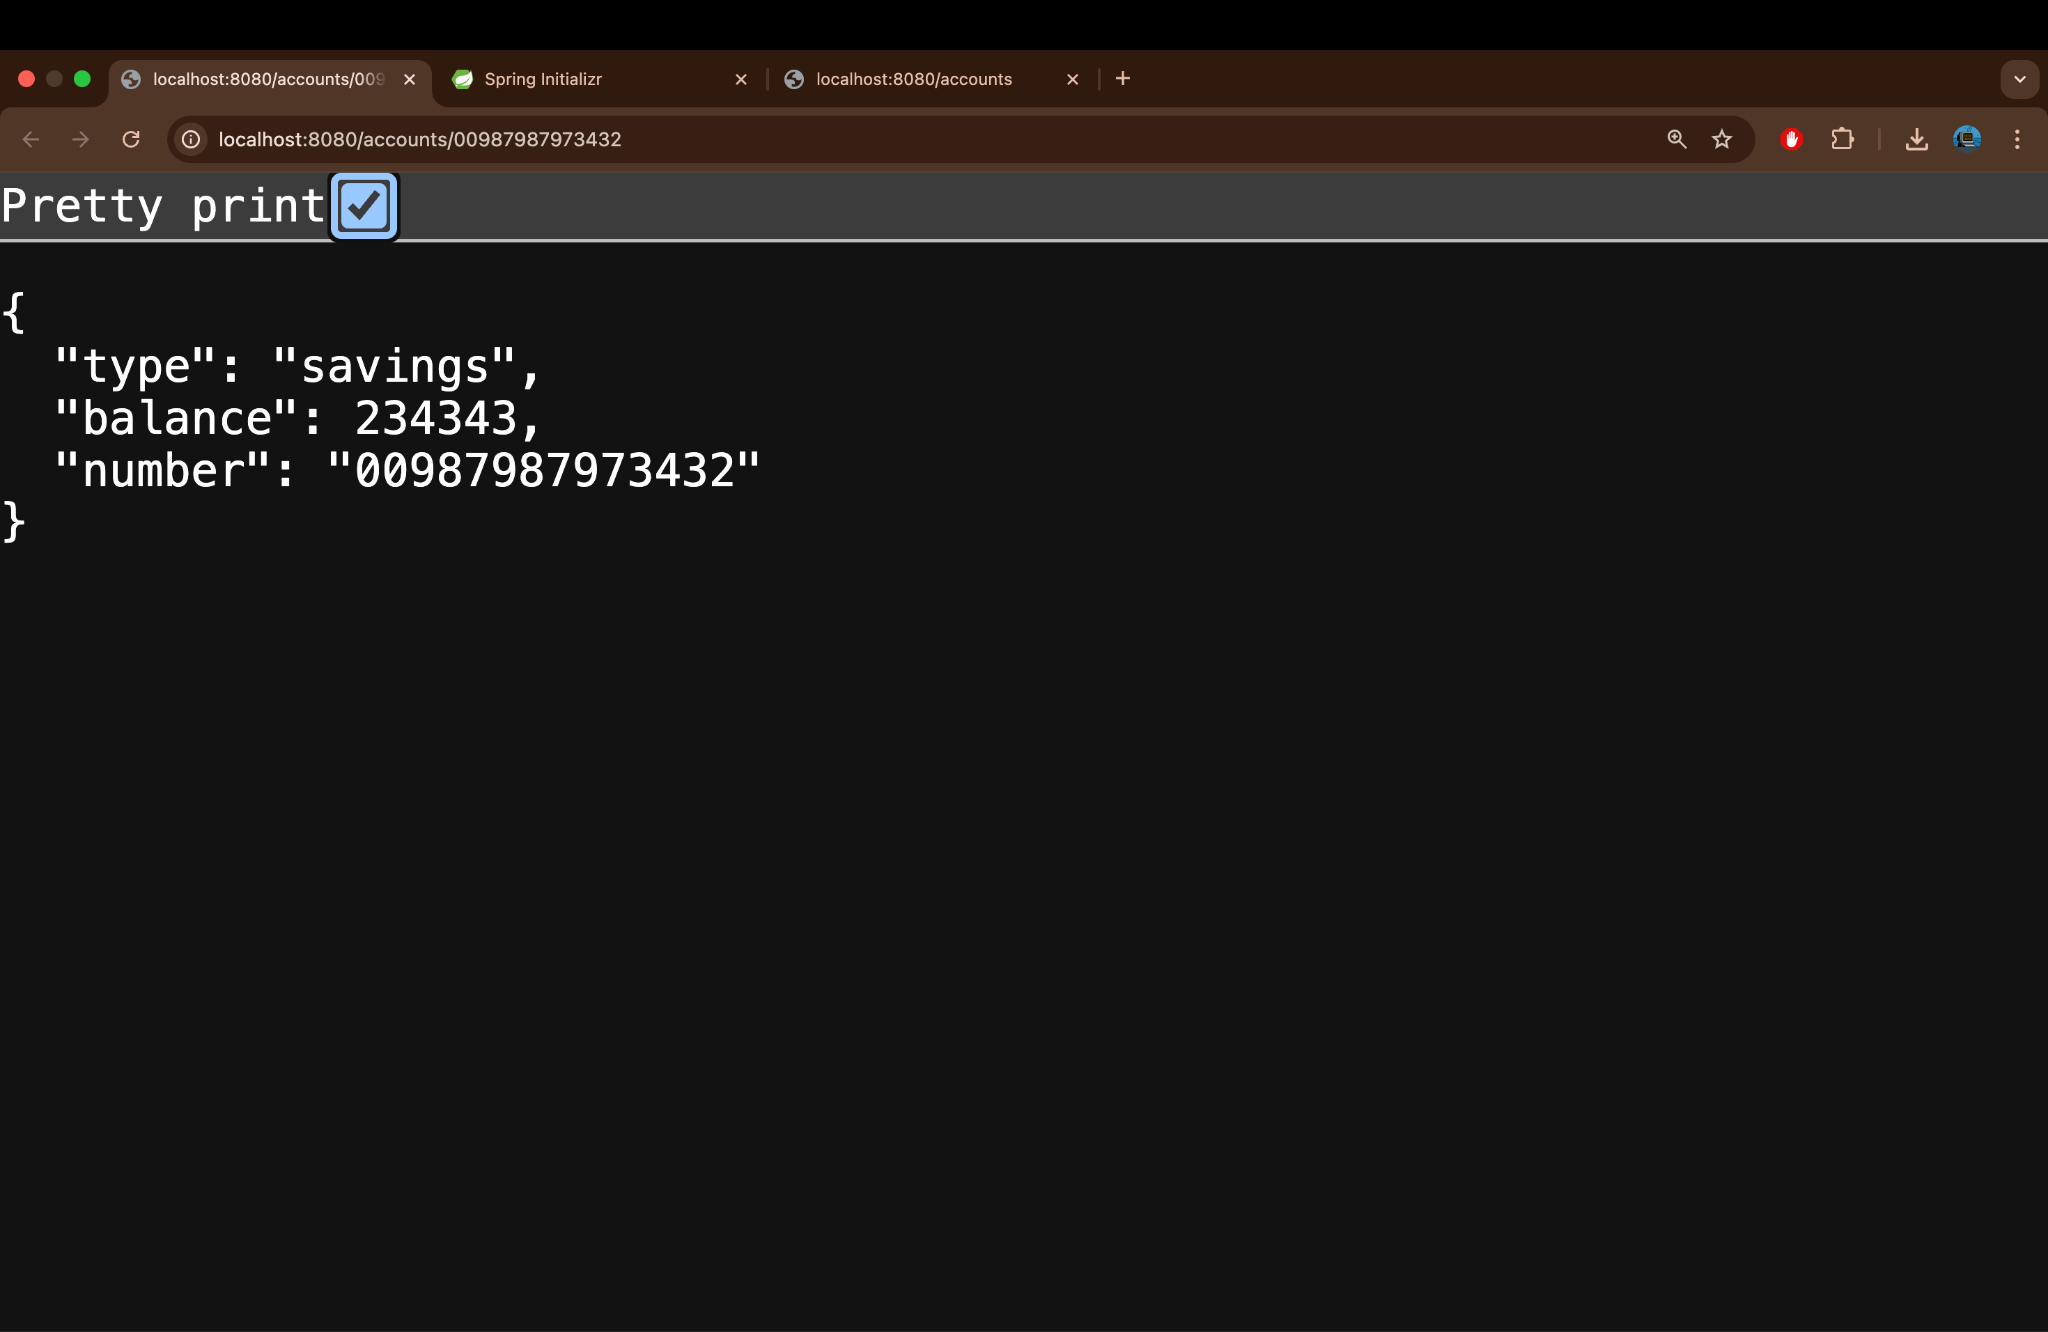 localhost:8080/accounts/009
Spring Initializr
localhost:8080/accounts
localhost:8080/accounts/00987987973432
Pretty print
{
  "type": "savings",
  "balance": 234343,
  "number": "00987987973432"
}